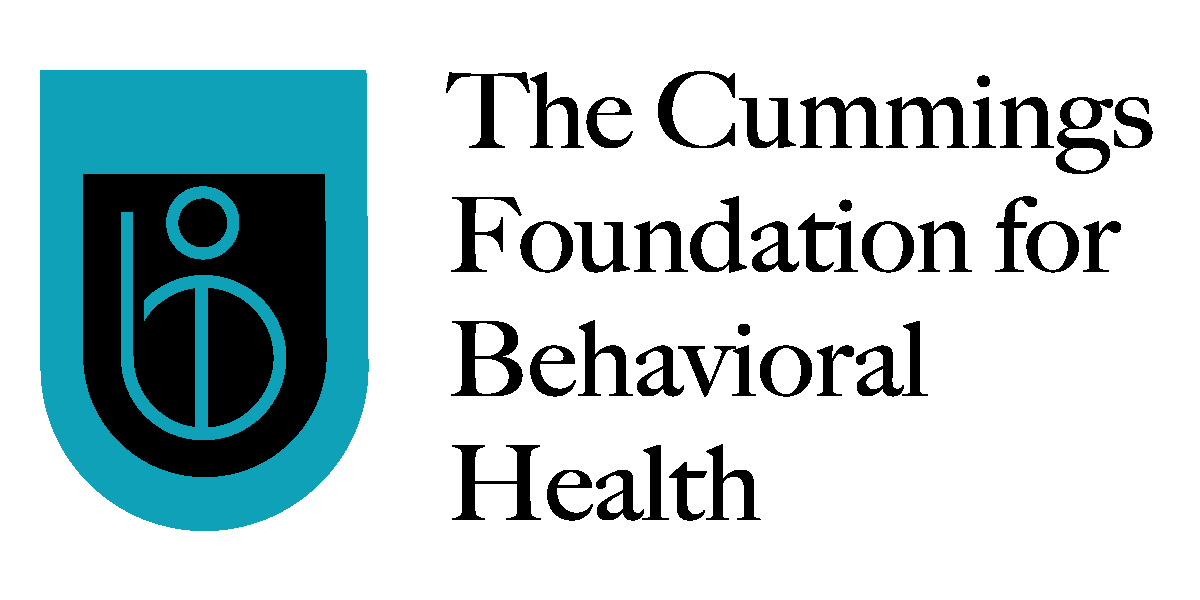 The Cummings
Foundation for
Behavioral
Health